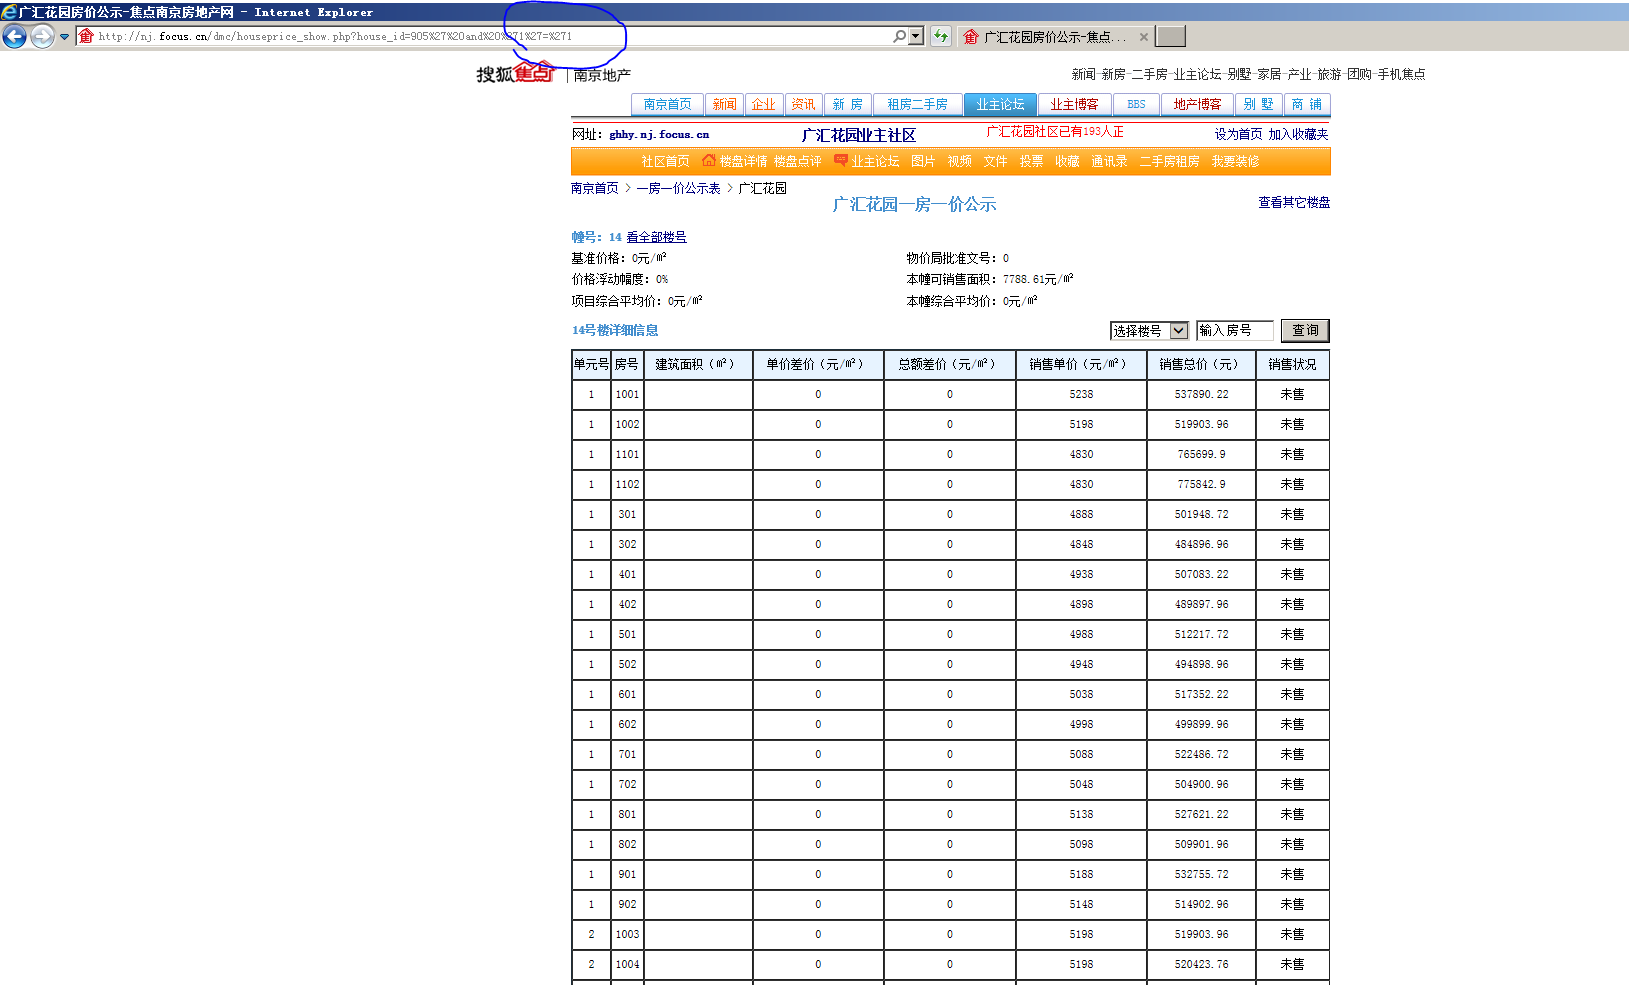 广汇花园房价公示-焦点南京房地产网 - Internet Explorer
http://nj.focus.cn/dmc/houseprice_show.php?house_id=905%27%20and%20%271%27=%271
广汇花园房价公示-焦点...
搜狐焦点 | 南京地产
新闻-新房-二手房-业主论坛-别墅-家居-产业-旅游-团购-手机焦点
南京首页 新闻 企业 资讯 新 房 租房二手房 业主论坛 业主博客 BBS 地产博客 别 墅 商 铺
网址：ghhy.nj.focus.cn 广汇花园业主社区 广汇花园社区已有193人正 设为首页 加入收藏夹
社区首页 楼盘详情 楼盘点评 业主论坛 图片 视频 文件 投票 收藏 通讯录 二手房租房 我要装修
南京首页 > 一房一价公示表 > 广汇花园
广汇花园一房一价公示 查看其它楼盘
幢号：14 看全部楼号
基准价格：0元/㎡ 物价局批准文号：0
价格浮动幅度：0% 本幢可销售面积：7788.61元/㎡
项目综合平均价：0元/㎡ 本幢综合平均价：0元/㎡
14号楼详细信息 选择楼号 输入房号 查询
单元号 房号 建筑面积（㎡） 单价差价（元/㎡） 总额差价（元/㎡） 销售单价（元/㎡） 销售总价（元） 销售状况
1 1001 0 0 5238 537890.22 未售
1 1002 0 0 5198 519903.96 未售
1 1101 0 0 4830 765699.9 未售
1 1102 0 0 4830 775842.9 未售
1 301 0 0 4888 501948.72 未售
1 302 0 0 4848 484896.96 未售
1 401 0 0 4938 507083.22 未售
1 402 0 0 4898 489897.96 未售
1 501 0 0 4988 512217.72 未售
1 502 0 0 4948 494898.96 未售
1 601 0 0 5038 517352.22 未售
1 602 0 0 4998 499899.96 未售
1 701 0 0 5088 522486.72 未售
1 702 0 0 5048 504900.96 未售
1 801 0 0 5138 527621.22 未售
1 802 0 0 5098 509901.96 未售
1 901 0 0 5188 532755.72 未售
1 902 0 0 5148 514902.96 未售
2 1003 0 0 5198 519903.96 未售
2 1004 0 0 5198 520423.76 未售